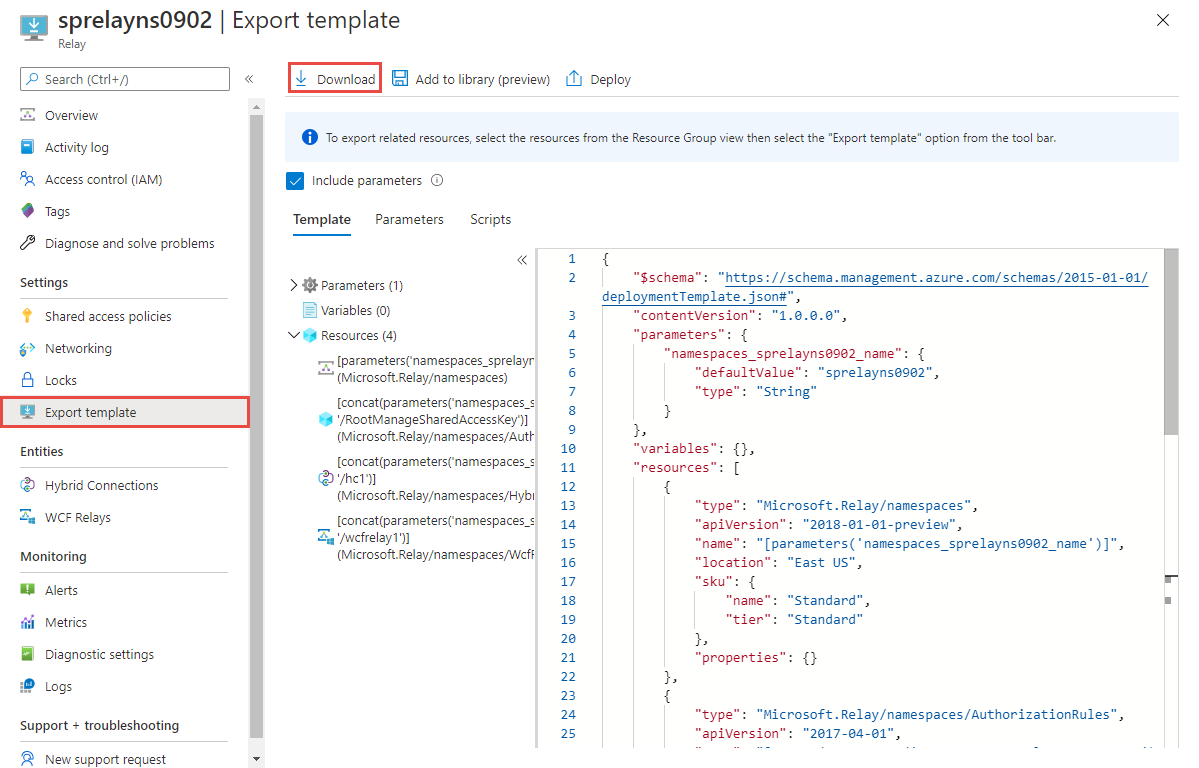 sprelayns0902 | Export template
Relay
Search (Ctrl+/)
Overview
Activity log
Access control (IAM)
Tags
Diagnose and solve problems
Settings
Shared access policies
Networking
Locks
Export template
Entities
Hybrid Connections
WCF Relays
Monitoring
Alerts
Metrics
Diagnostic settings
Logs
Support + troubleshooting
New support request
Download
Add to library (preview)
Deploy
To export related resources, select the resources from the Resource Group view then select the "Export template" option from the tool bar.
Include parameters
Template Parameters Scripts
Parameters (1)
Variables (0)
Resources (4)
[parameters('namespaces_sprelayn
(Microsoft.Relay/namespaces)
[concat(parameters('namespaces_s
'/RootManageSharedAccessKey')]
(Microsoft.Relay/namespaces/Auth
[concat(parameters('namespaces_s
'/hc1')]
(Microsoft.Relay/namespaces/Hybri
[concat(parameters('namespaces_s
'/wcfrelay1')]
(Microsoft.Relay/namespaces/WcfR
1 {
2 "$schema": "https://schema.management.azure.com/schemas/2015-01-01/
deploymentTemplate.json#",
3 "contentVersion": "1.0.0.0",
4 "parameters": {
5 "namespaces_sprelayns0902_name": {
6 "defaultValue": "sprelayns0902",
7 "type": "String"
8 }
9 },
10 "variables": {},
11 "resources": [
12 {
13 "type": "Microsoft.Relay/namespaces",
14 "apiVersion": "2018-01-01-preview",
15 "name": "[parameters('namespaces_sprelayns0902_name')]",
16 "location": "East US",
17 "sku": {
18 "name": "Standard",
19 "tier": "Standard"
20 },
21 "properties": {}
22 },
23 {
24 "type": "Microsoft.Relay/namespaces/AuthorizationRules",
25 "apiVersion": "2017-04-01",